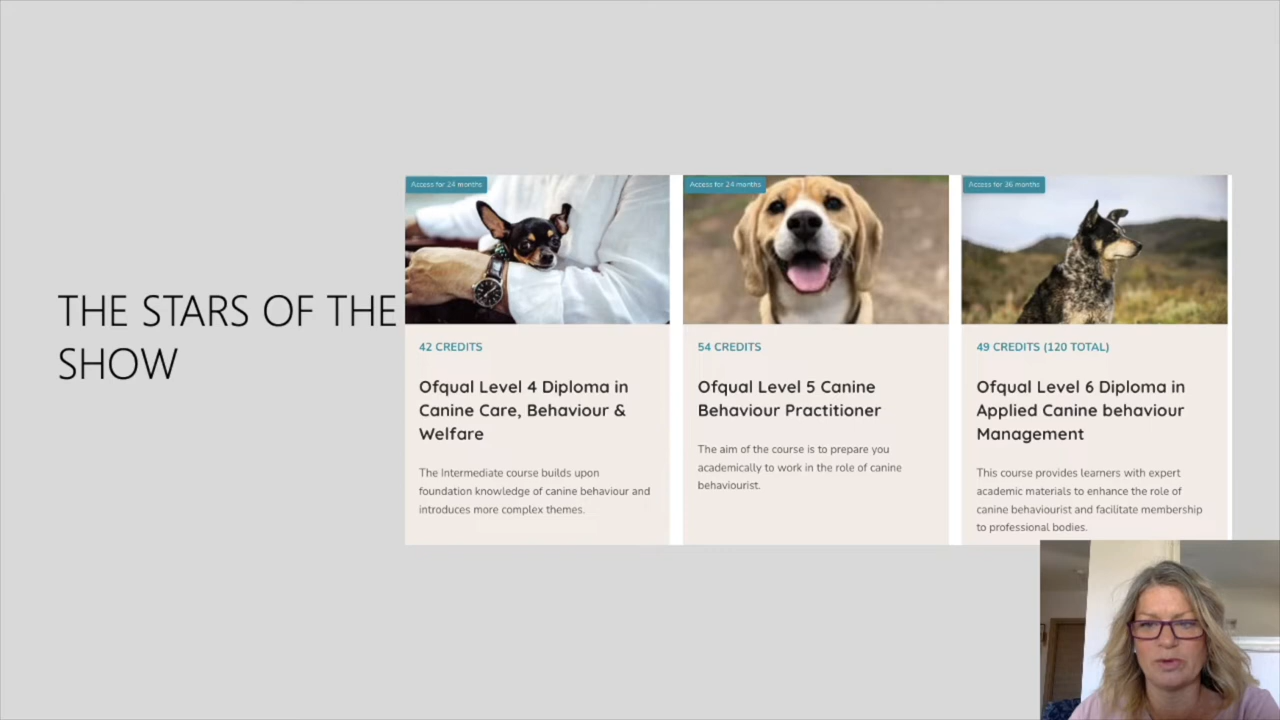 THE STARS OF THE
SHOW
Access for 24 months
42 CREDITS
Ofqual Level 4 Diploma in
Canine Care, Behaviour &
Welfare
The Intermediate course builds upon
foundation knowledge of canine behaviour and
introduces more complex themes.
Access for 24 months
54 CREDITS
Ofqual Level 5 Canine
Behaviour Practitioner
The aim of the course is to prepare you
academically to work in the role of canine
behaviourist.
Access for 36 months
49 CREDITS (120 TOTAL)
Ofqual Level 6 Diploma in
Applied Canine behaviour
Management
This course provides learners with expert
academic materials to enhance the role of
canine behaviourist and facilitate membership
to professional bodies.